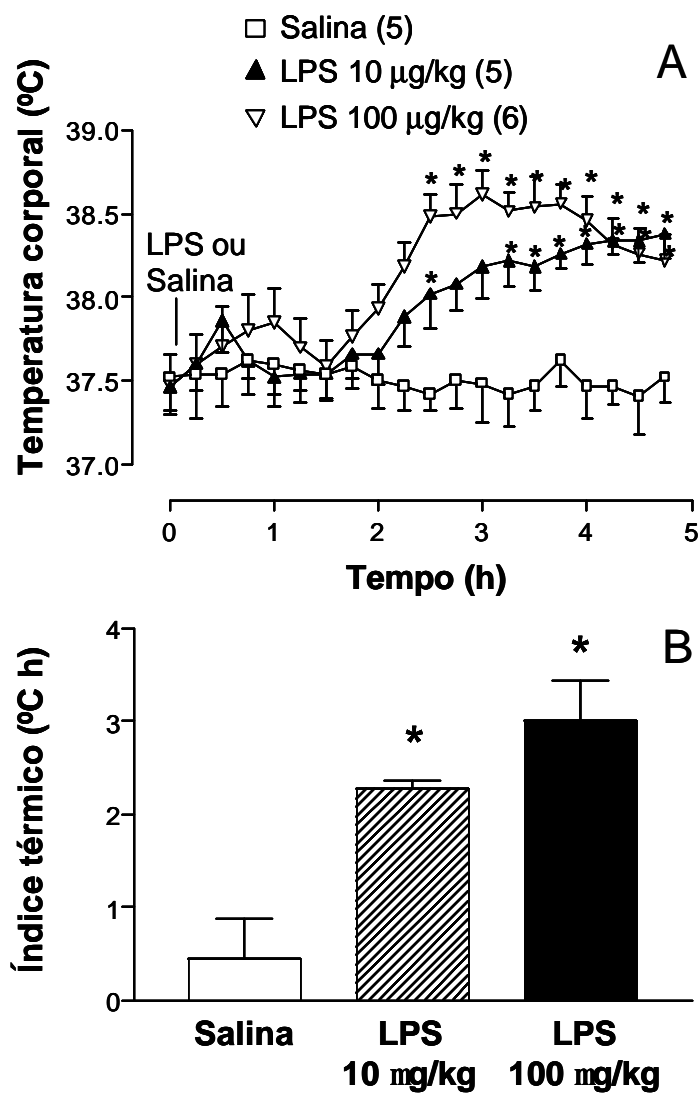 Salina (5)
LPS 10 µg/kg (5)
LPS 100 µg/kg (6)
A
Temperatura corporal (ºC)
39.0
38.5
38.0
37.5
37.0
LPS ou
Salina
* * * * * * * * * *
* * * * * * * *
0 1 2 3 4 5
Tempo (h)
B
Índice térmico (ºC h)
4
3
2
1
0
*
*
Salina
LPS
10 mg/kg
LPS
100 mg/kg